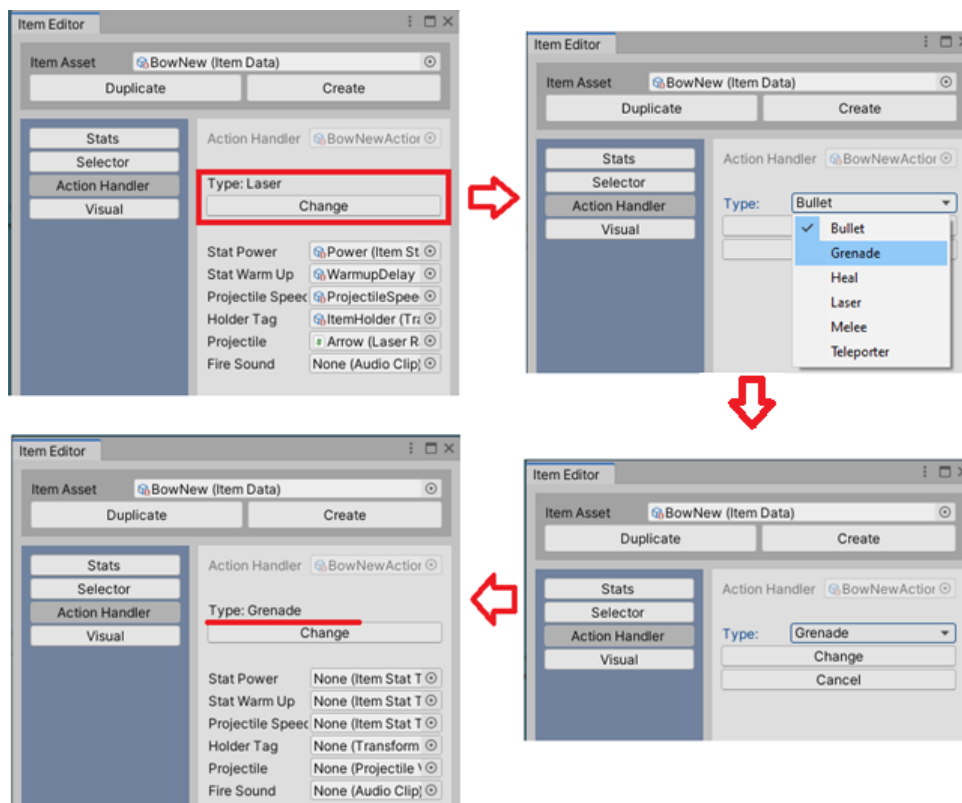 Item Editor
Item Asset BowNew (Item Data)
Duplicate Create
Stats
Selector
Action Handler
Visual
Action Handler BowNewAction
Type: Laser
Change
Stat Power Power (Item St
Stat Warm Up WarmupDelay
Projectile Speed ProjectileSpee
Holder Tag ItemHolder (Tra
Projectile Arrow (Laser R
Fire Sound None (Audio Clip)
Item Editor
Item Asset BowNew (Item Data)
Duplicate Create
Stats
Selector
Action Handler
Visual
Action Handler BowNewAction
Type: Bullet
Bullet
Grenade
Heal
Laser
Melee
Teleporter
Item Editor
Item Asset BowNew (Item Data)
Duplicate Create
Stats
Selector
Action Handler
Visual
Action Handler BowNewAction
Type: Grenade
Change
Cancel
Item Editor
Item Asset BowNew (Item Data)
Duplicate Create
Stats
Selector
Action Handler
Visual
Action Handler BowNewAction
Type: Grenade
Change
Stat Power None (Item Stat T
Stat Warm Up None (Item Stat T
Projectile Speed None (Item Stat T
Holder Tag None (Transform
Projectile None (Projectile V
Fire Sound None (Audio Clip)